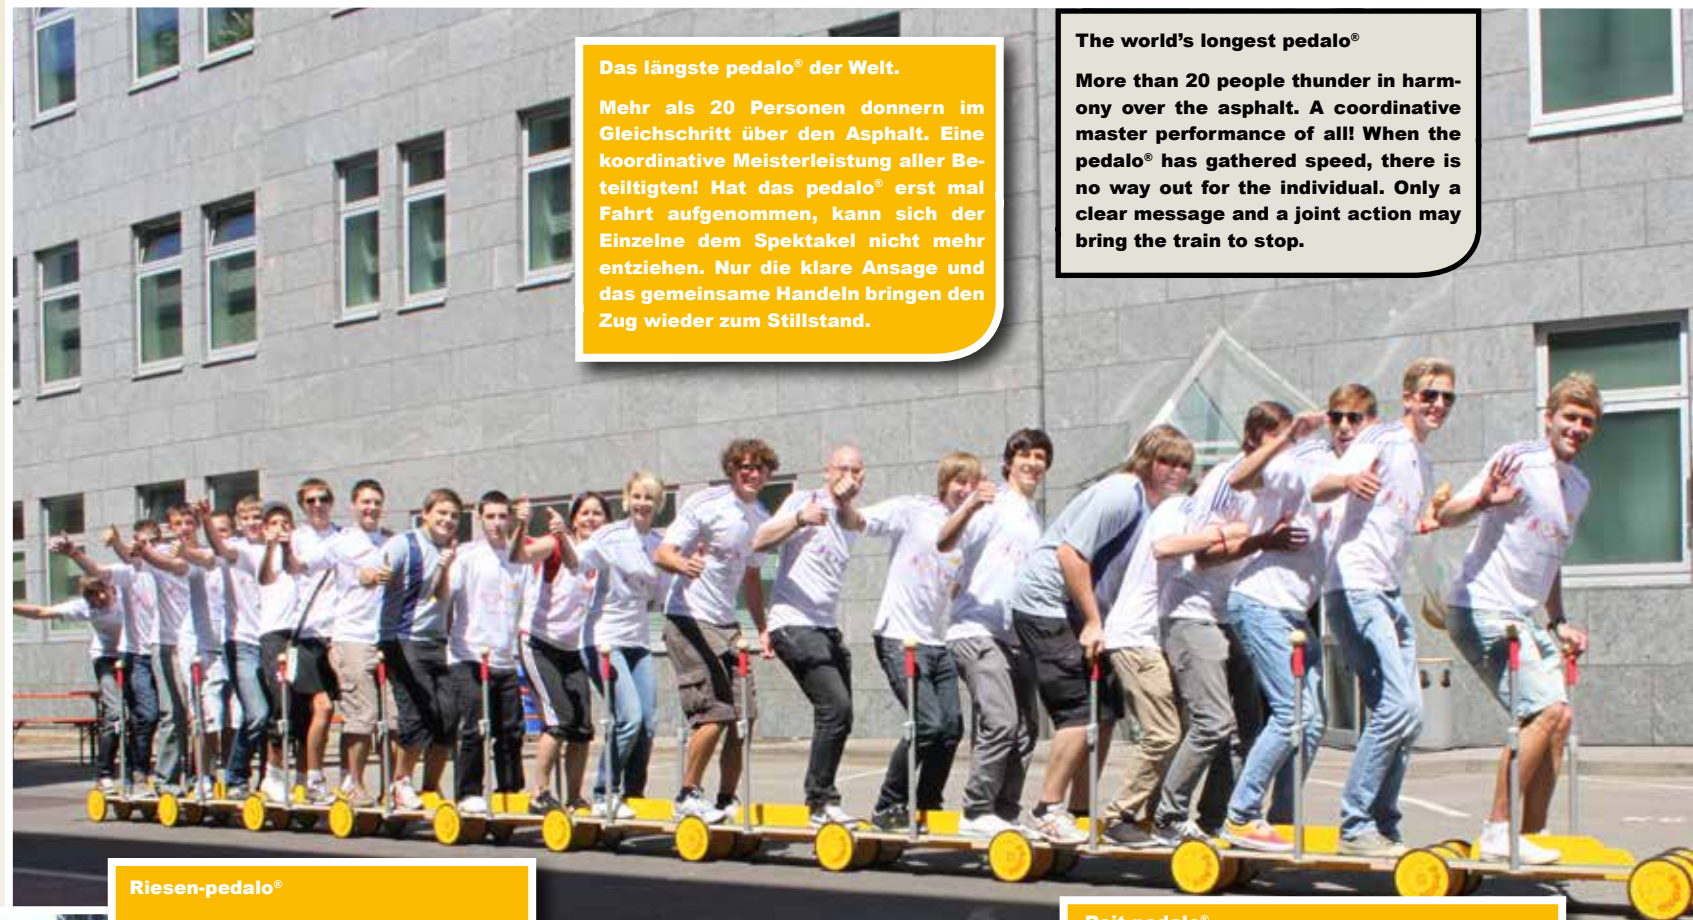 Das längste pedalo® der Welt.
Mehr als 20 Personen donnern im
Gleichschritt über den Asphalt. Eine
koordinative Meisterleistung aller Be-
teiltigten! Hat das pedalo® erst mal
Fahrt aufgenommen, kann sich der
Einzelne dem Spektakel nicht mehr
entziehen. Nur die klare Ansage und
das gemeinsame Handeln bringen den
Zug wieder zum Stillstand.
The world's longest pedalo®
More than 20 people thunder in harm-
ony over the asphalt. A coordinative
master performance of all! When the
pedalo® has gathered speed, there is
no way out for the individual. Only a
clear message and a joint action may
bring the train to stop.
Riesen-pedalo®